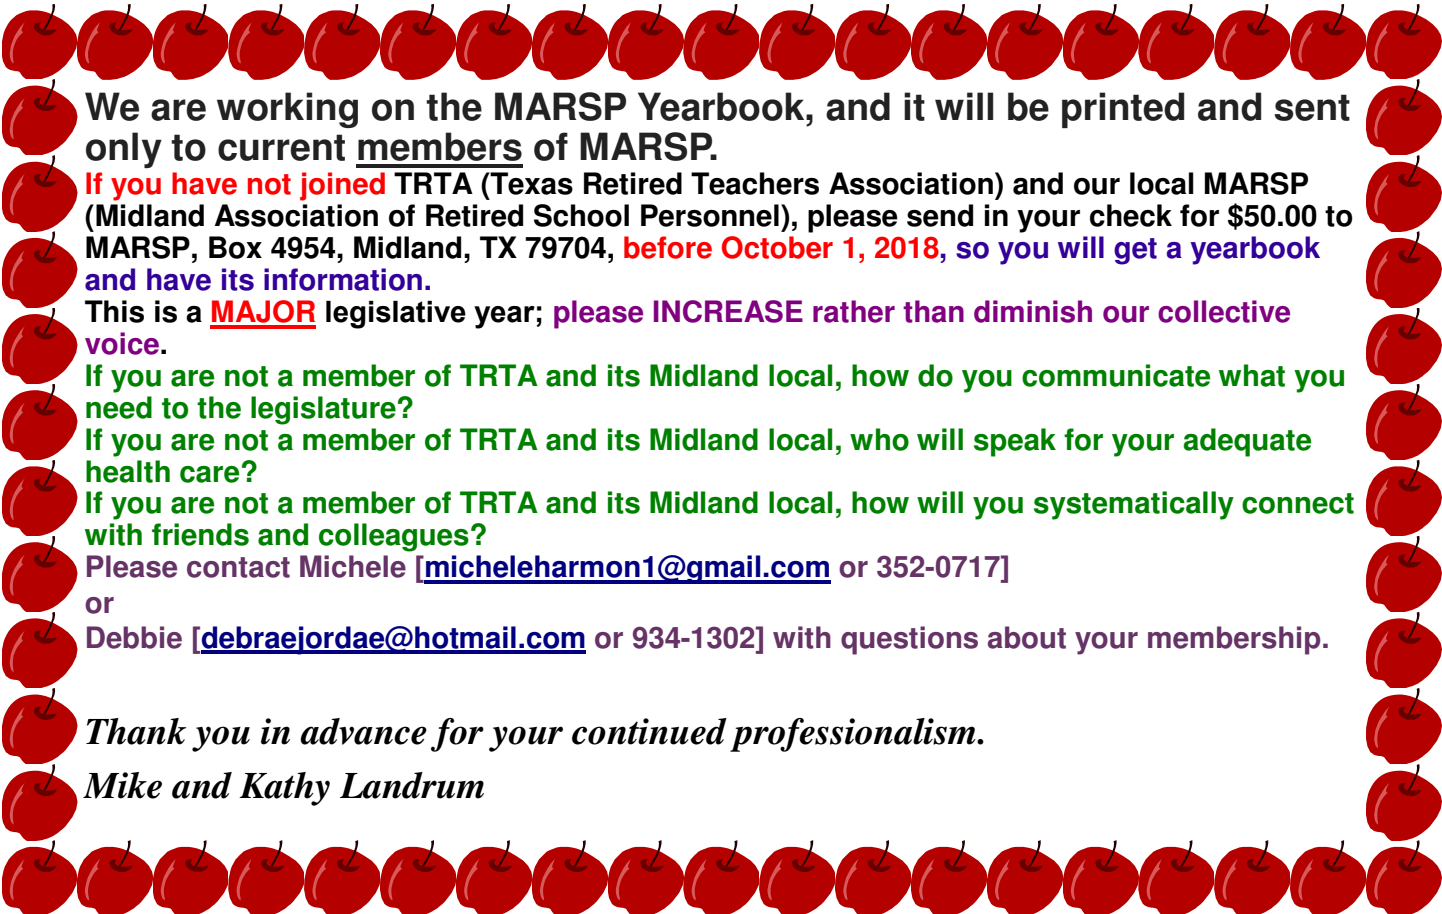 We are working on the MARSP Yearbook, and it will be printed and sent
only to current members of MARSP.
If you have not joined TRTA (Texas Retired Teachers Association) and our local MARSP
(Midland Association of Retired School Personnel), please send in your check for $50.00 to
MARSP, Box 4954, Midland, TX 79704, before October 1, 2018, so you will get a yearbook
and have its information.
This is a MAJOR legislative year; please INCREASE rather than diminish our collective
voice.
If you are not a member of TRTA and its Midland local, how do you communicate what you
need to the legislature?
If you are not a member of TRTA and its Midland local, who will speak for your adequate
health care?
If you are not a member of TRTA and its Midland local, how will you systematically connect
with friends and colleagues?
Please contact Michele [micheleharmon1@gmail.com or 352-0717]
or
Debbie [debraejordae@hotmail.com or 934-1302] with questions about your membership.
Thank you in advance for your continued professionalism.
Mike and Kathy Landrum